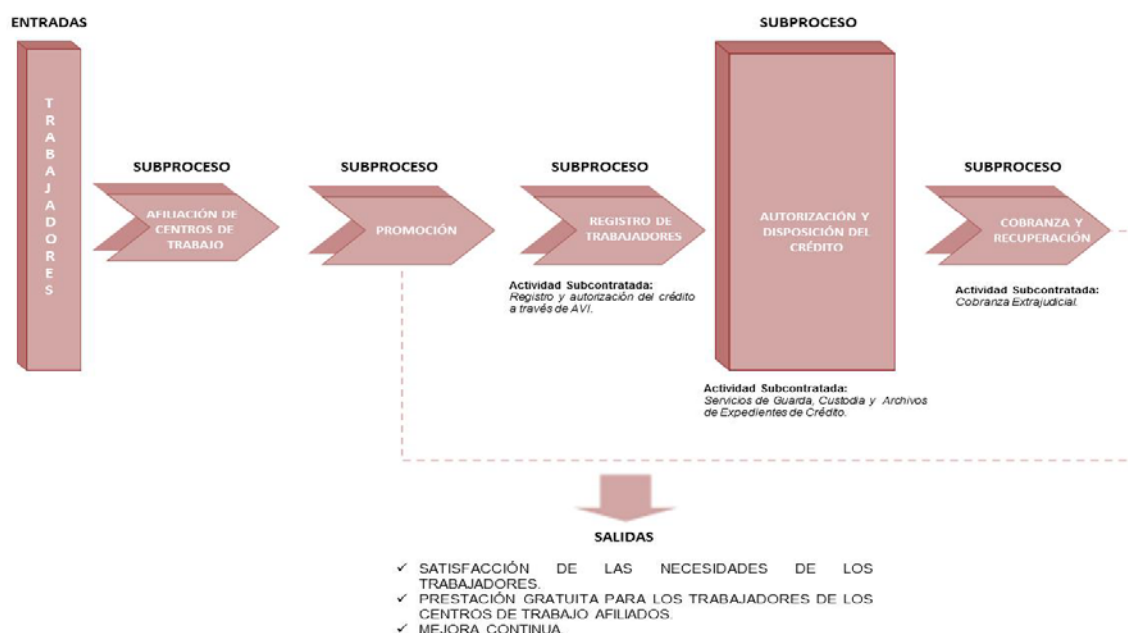 ENTRADAS
TRABAJADORES
SUBPROCESO
AFILIACIÓN DE
CENTROS DE
TRABAJO
SUBPROCESO
PROMOCIÓN
SUBPROCESO
REGISTRO DE
TRABAJADORES
Actividad Subcontratada:
Registro y autorización del crédito
a través de AVI.
SUBPROCESO
AUTORIZACIÓN Y
DISPOSICIÓN DEL
CRÉDITO
Actividad Subcontratada:
Servicios de Guarda, Custodia y Archivos
de Expedientes de Crédito.
SUBPROCESO
COBRANZA Y
RECUPERACIÓN
Actividad Subcontratada:
Cobranza Extrajudicial.
SALIDAS
✓ SATISFACCIÓN DE LAS NECESIDADES DE LOS
TRABAJADORES.
✓ PRESTACIÓN GRATUITA PARA LOS TRABAJADORES DE LOS
CENTROS DE TRABAJO AFILIADOS.
✓ MEJORA CONTINUA.